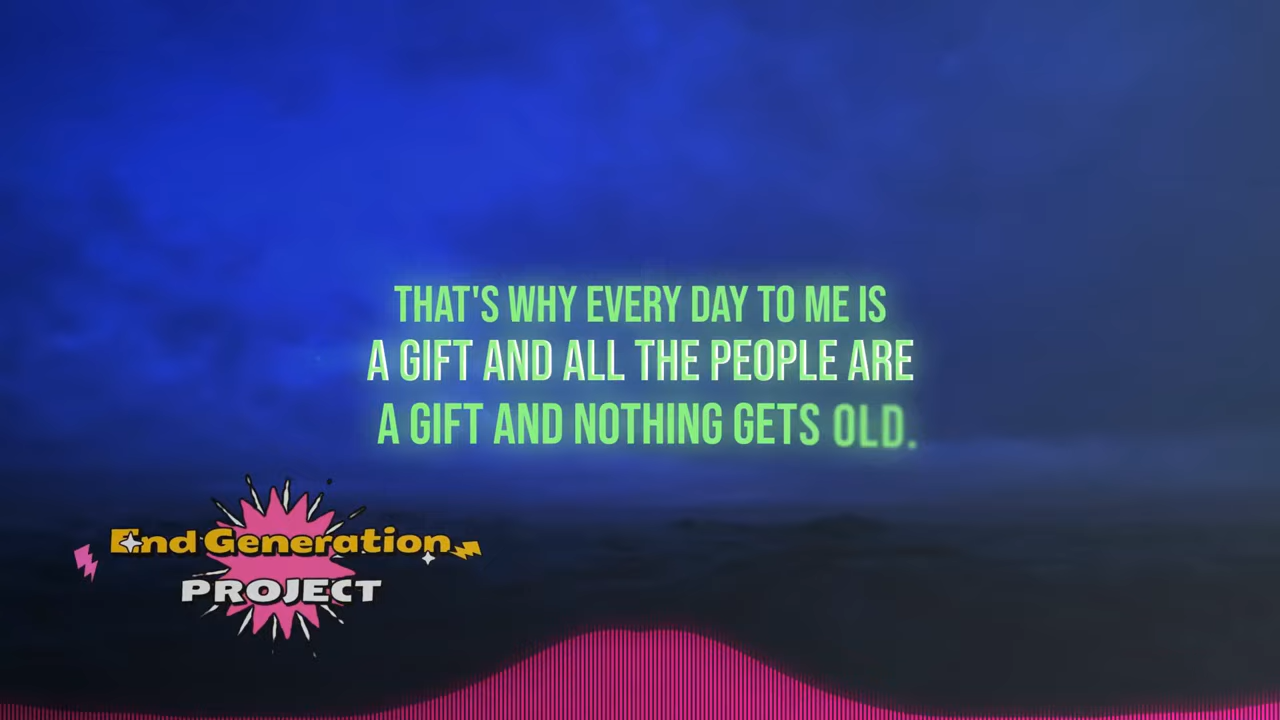 THAT'S WHY EVERY DAY TO ME IS
A GIFT AND ALL THE PEOPLE ARE
A GIFT AND NOTHING GETS OLD.
End Generation
PROJECT